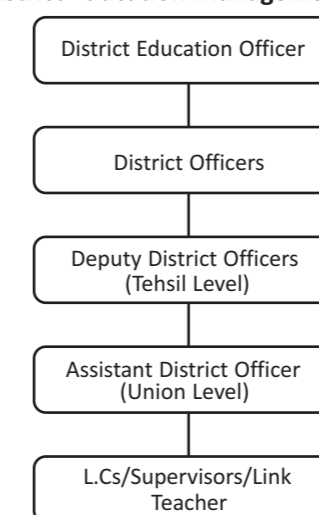 District Education Officer
District Officers
Deputy District Officers
(Tehsil Level)
Assistant District Officer
(Union Level)
L.Cs/Supervisors/Link
Teacher